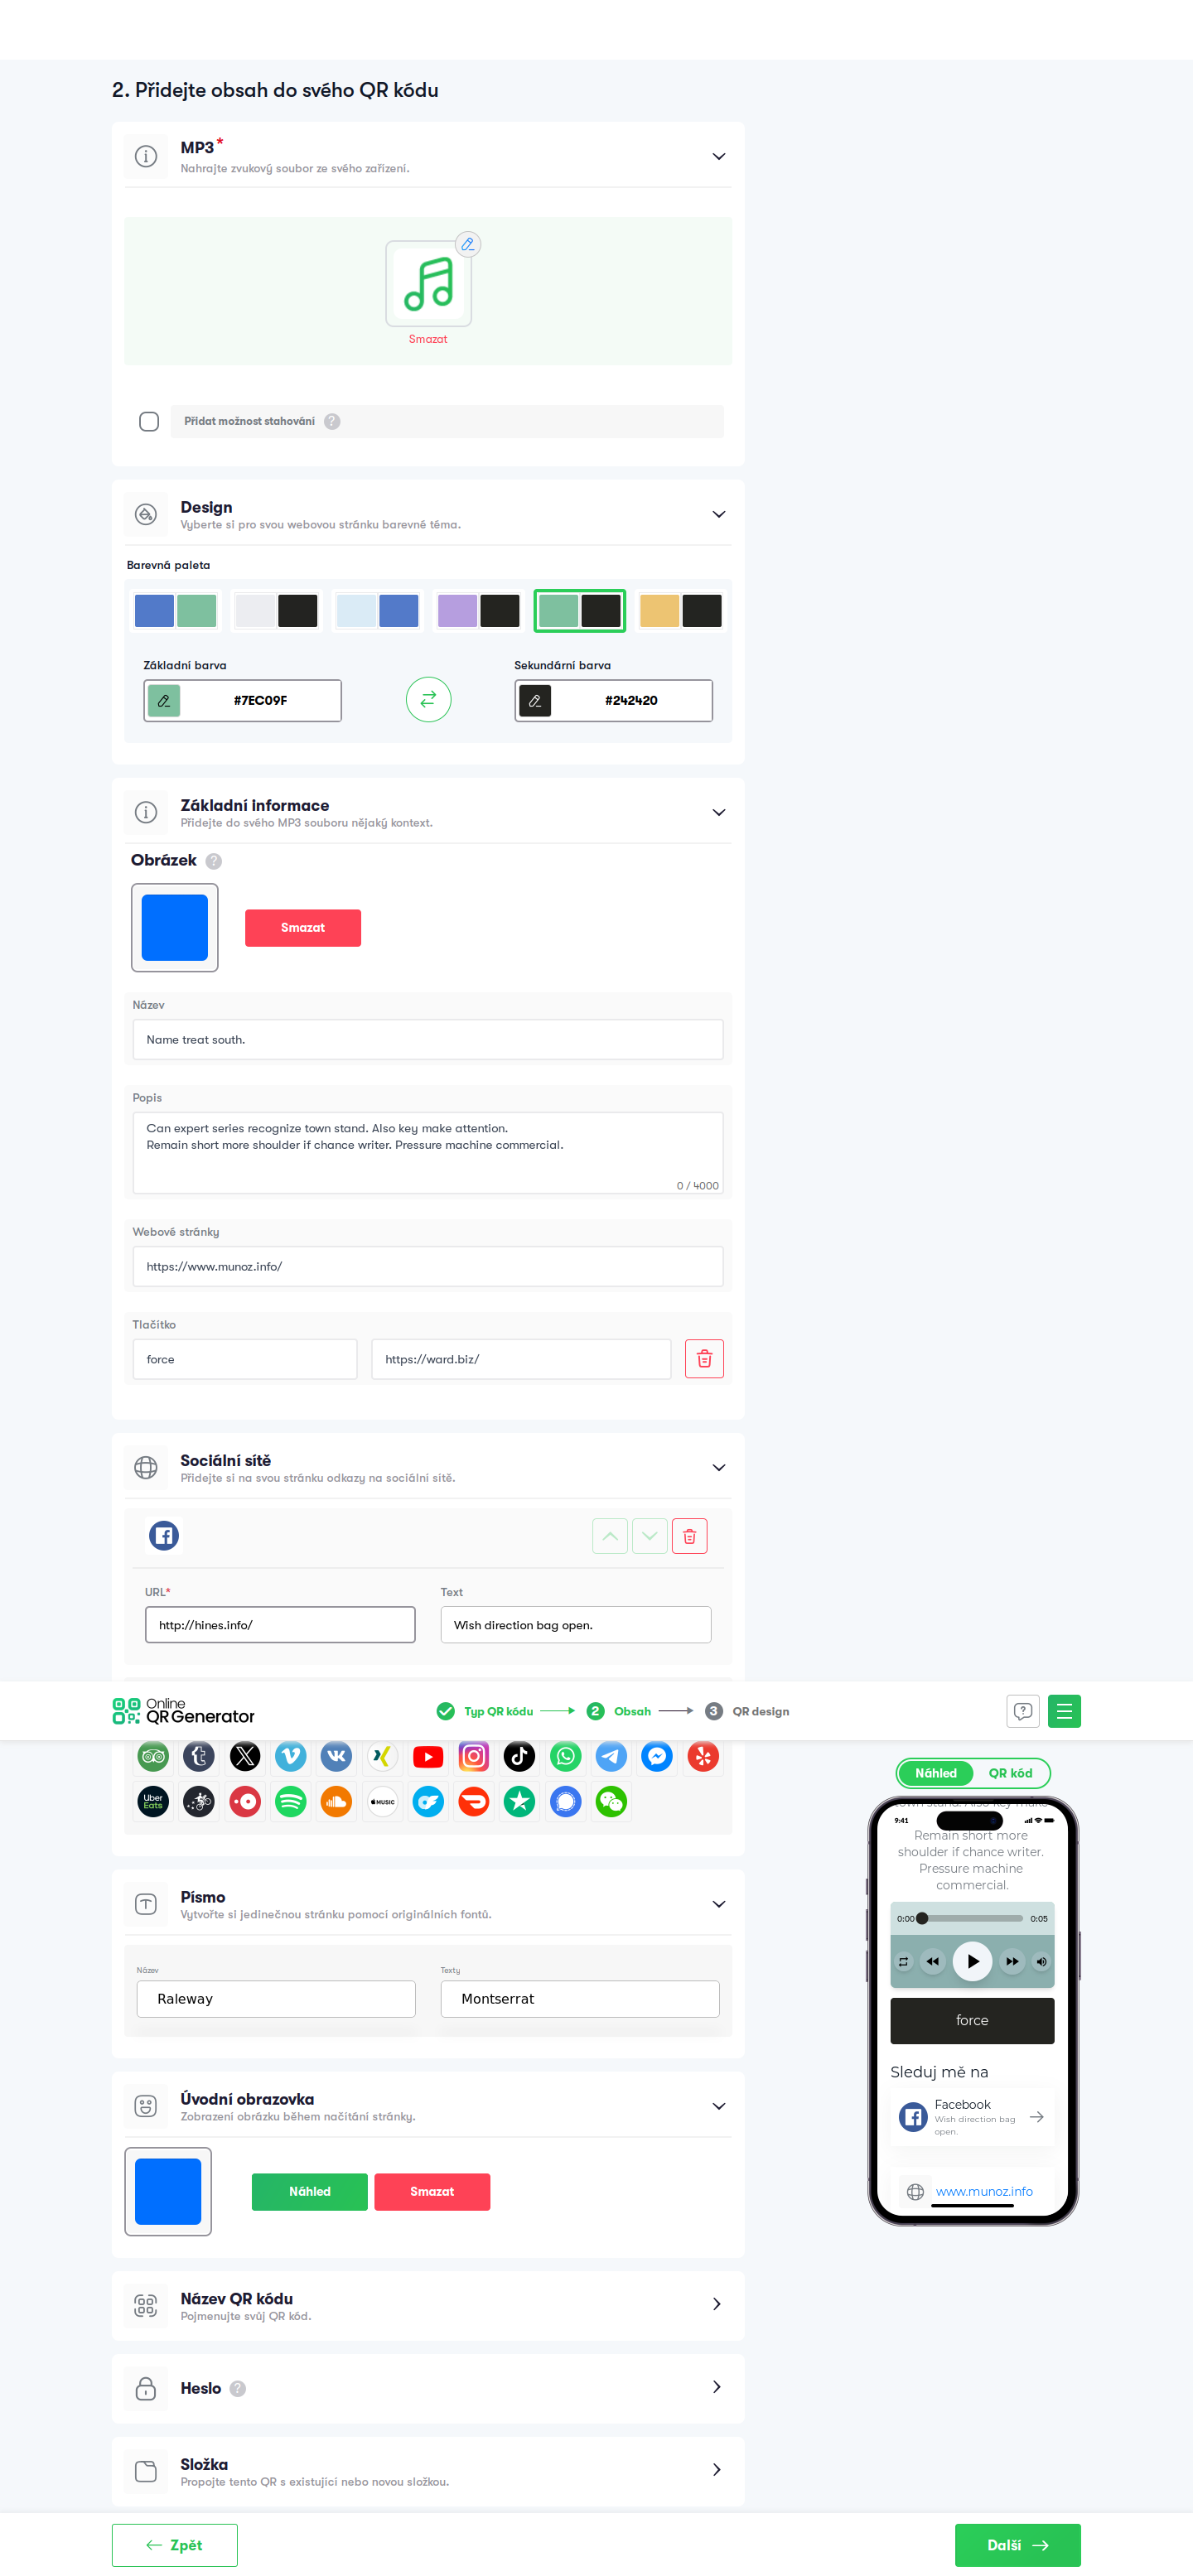 2. Přidejte obsah do svého QR kódu
MP3*
Nahrajte zvukový soubor ze svého zařízení.
Smazat
Přidat možnost stahování ?
Design
Vyberte si pro svou webovou stránku barevné téma.
Barevná paleta
Základní barva
Sekundární barva
#7EC09F
#242420
Základní informace
Přidejte do svého MP3 souboru nějaký kontext.
Obrázek ?
Smazat
Název
Name treat south.
Popis
Can expert series recognize town stand. Also key make attention.
Remain short more shoulder if chance writer. Pressure machine commercial.
0 / 4000
Webové stránky
https://www.munoz.info/
Tlačítko
force
https://ward.biz/
Sociální sítě
Přidejte si na svou stránku odkazy na sociální sítě.
URL*
Text
http://hines.info/
Wish direction bag open.
Online
QR Generator
Typ QR kódu
2 Obsah
3 QR design
Uber
Eats
MUSIC
Náhled
QR kód
town stand. Also key make
9:41
Remain short more
shoulder if chance writer.
Pressure machine
commercial.
0:00
0:05
force
Sleduj mě na
Facebook
Wish direction bag
open.
www.munoz.info
Písmo
Vytvořte si jedinečnou stránku pomocí originálních fontů.
Název
Texty
Raleway
Montserrat
Úvodní obrazovka
Zobrazení obrázku během načítání stránky.
Náhled
Smazat
Název QR kódu
Pojmenujte svůj QR kód.
Heslo ?
Složka
Propojte tento QR s existující nebo novou složkou.
Zpět
Další